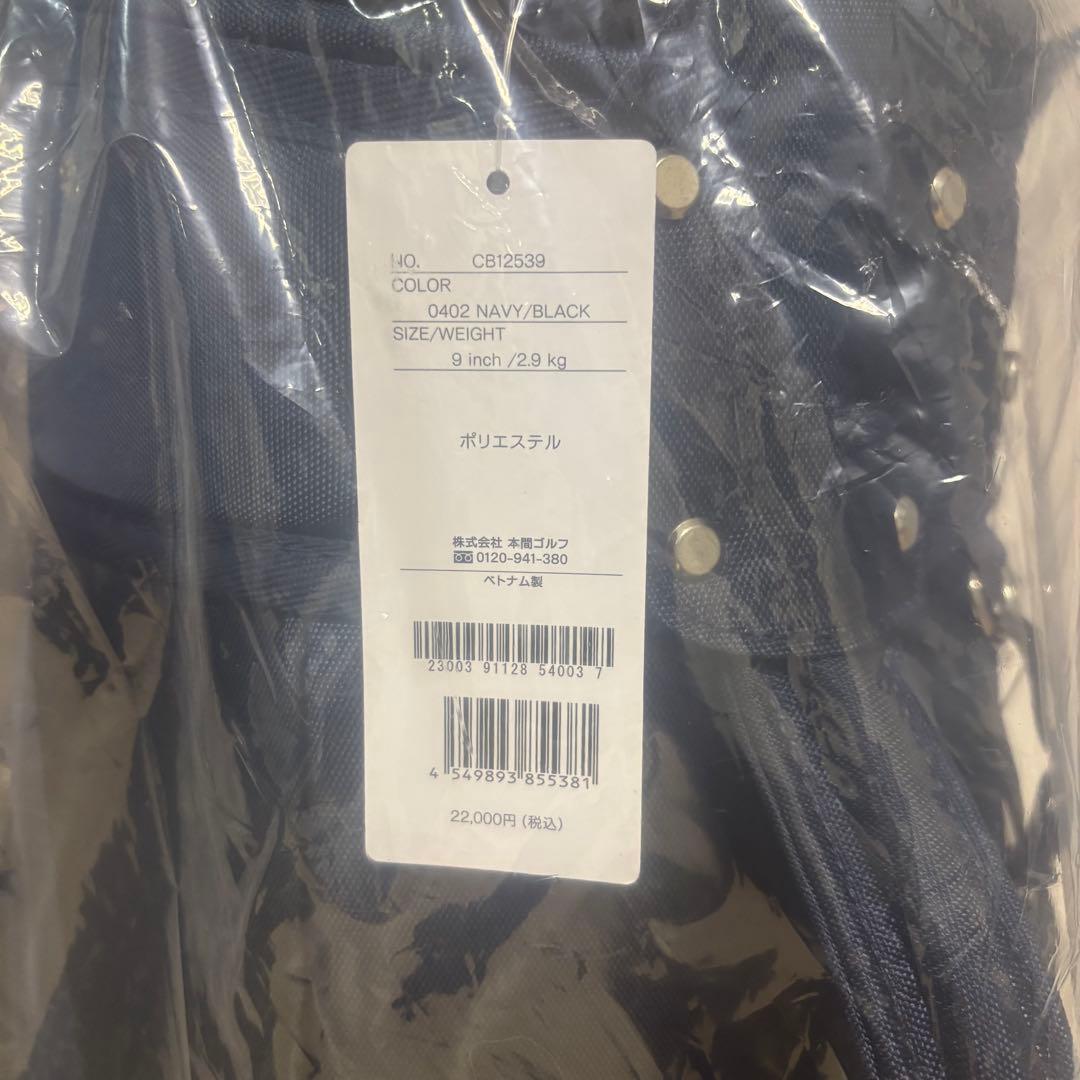 NO. CB12539
COLOR
0402 NAVY/BLACK
SIZE/WEIGHT
9 inch /2.9 kg
ポリエステル
株式会社 本間ゴルフ
0120-941-380
ベトナム製
23003 91128 54003 7
4 549893 855381
22,000円 (税込)